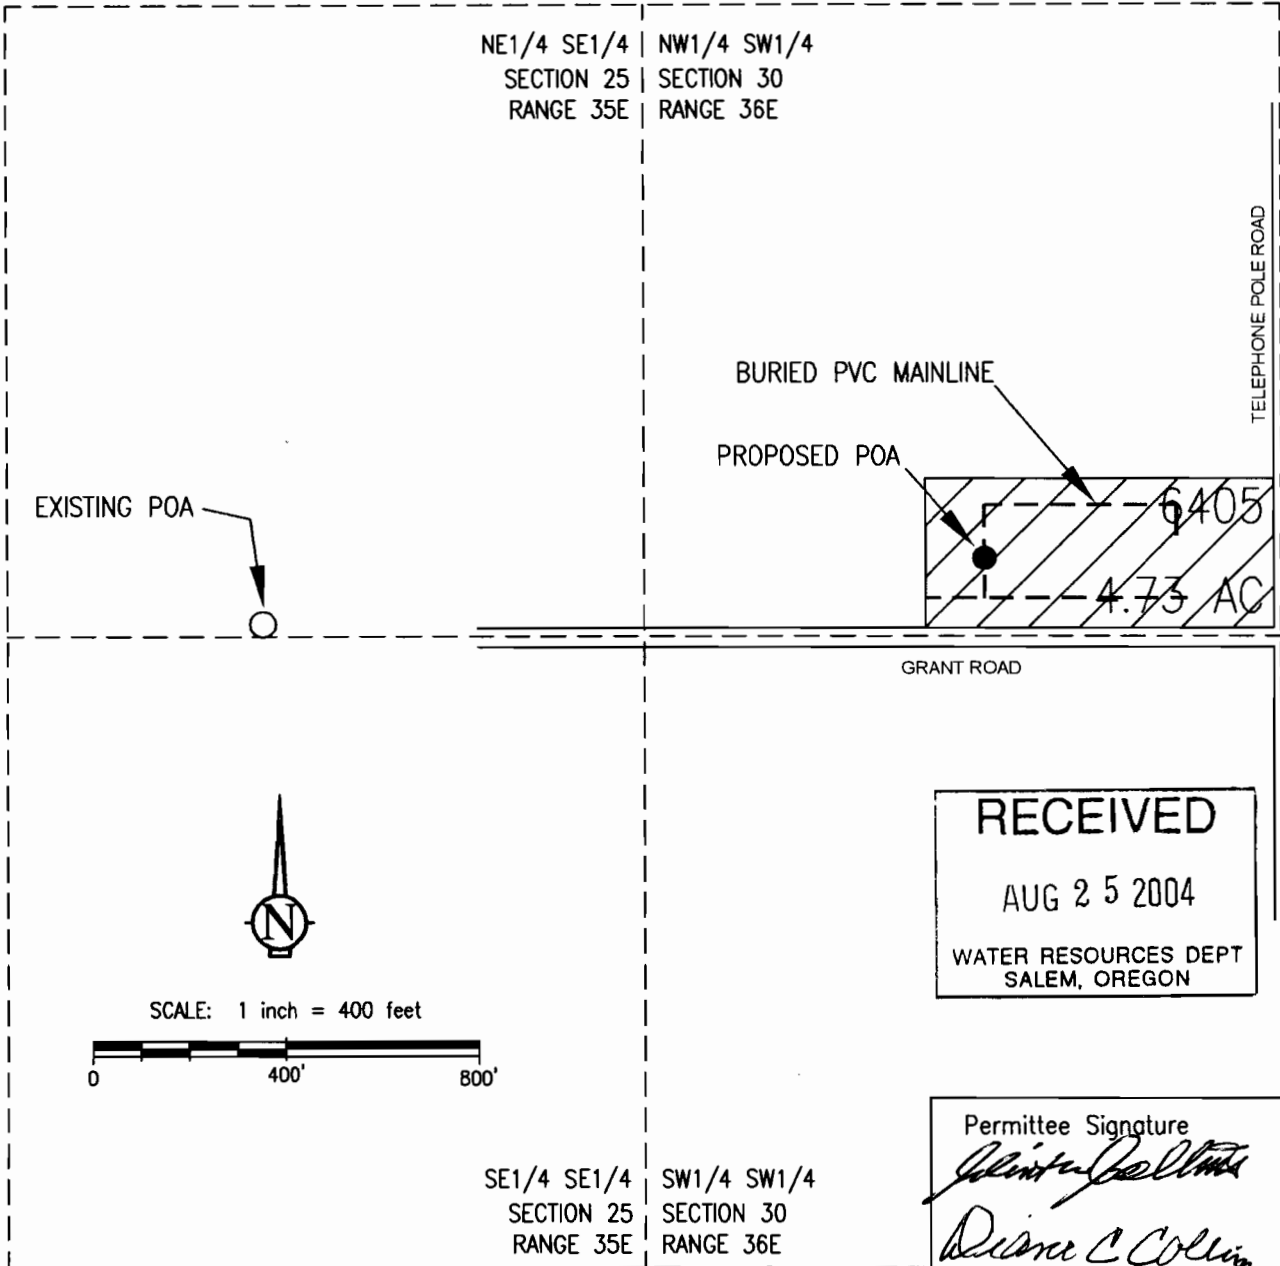 NE1/4 SE1/4
SECTION 25
RANGE 35E
NW1/4 SW1/4
SECTION 30
RANGE 36E
TELEPHONE POLE ROAD
BURIED PVC MAINLINE
PROPOSED POA
EXISTING POA
6405
4.73 AC
GRANT ROAD
N
RECEIVED
AUG 25 2004
WATER RESOURCES DEPT
SALEM, OREGON
SCALE: 1 inch = 400 feet
0 400' 800'
Permittee Signature
Diane C Collins
SE1/4 SE1/4
SECTION 25
RANGE 35E
SW1/4 SW1/4
SECTION 30
RANGE 36E